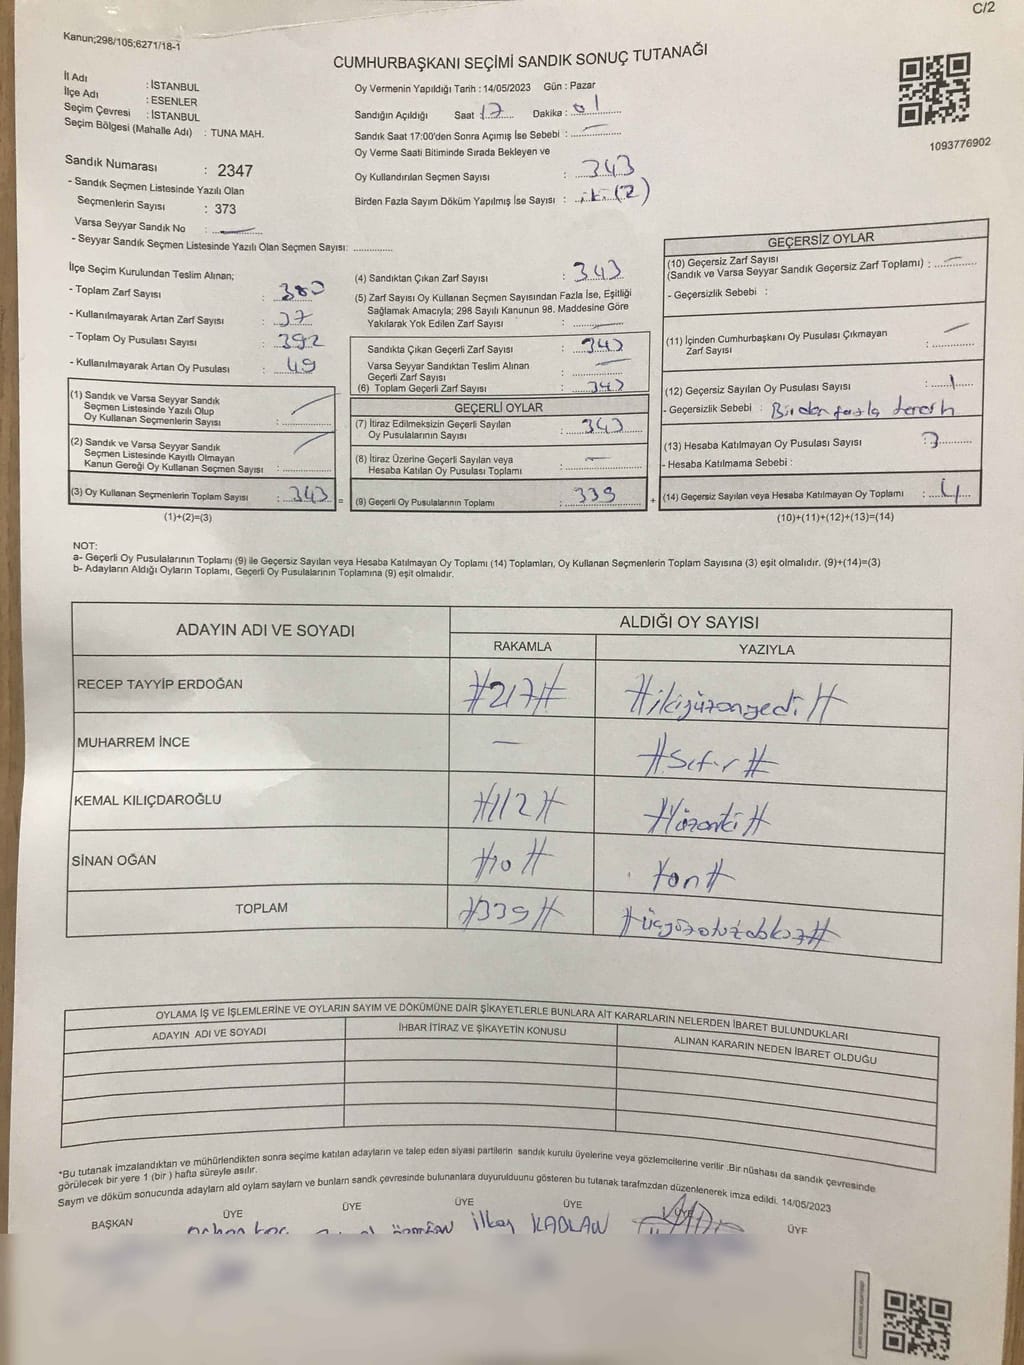 C/2
Kanun;298/105;6271/18-1
CUMHURBAŞKANI SEÇİMİ SANDIK SONUÇ TUTANAĞI
İl Adı : İSTANBUL
İlçe Adı : ESENLER
Seçim Çevresi : İSTANBUL
Seçim Bölgesi (Mahalle Adı) : TUNA MAH.
Oy Vermenin Yapıldığı Tarih : 14/05/2023 Gün : Pazar
Sandığın Açıldığı Saat : 17 Dakika : 01
Sandık Saat 17:00'den Sonra Açımış İse Sebebi : —
Oy Verme Saati Bitiminde Sırada Bekleyen ve
Oy Kullandırılan Seçmen Sayısı : 343
Birden Fazla Sayım Döküm Yapılmış İse Sayısı : iki (2)
1093776902
Sandık Numarası : 2347
- Sandık Seçmen Listesinde Yazılı Olan
Seçmenlerin Sayısı : 373
Varsa Seyyar Sandık No : —
- Seyyar Sandık Seçmen Listesinde Yazılı Olan Seçmen Sayısı: ..............
İlçe Seçim Kurulundan Teslim Alınan;
- Toplam Zarf Sayısı : 380
- Kullanılmayarak Artan Zarf Sayısı : 37
- Toplam Oy Pusulası Sayısı : 392
- Kullanılmayarak Artan Oy Pusulası : 49
(1) Sandık ve Varsa Seyyar Sandık
Seçmen Listesinde Yazılı Olup
Oy Kullanan Seçmenlerin Sayısı :
(2) Sandık ve Varsa Seyyar Sandık
Seçmen Listesinde Kayıtlı Olmayan
Kanun Gereği Oy Kullanan Seçmen Sayısı :
(3) Oy Kullanan Seçmenlerin Toplam Sayısı : 343 =
(1)+(2)=(3)
(4) Sandıktan Çıkan Zarf Sayısı : 343
(5) Zarf Sayısı Oy Kullanan Seçmen Sayısından Fazla İse, Eşitliği
Sağlamak Amacıyla; 298 Sayılı Kanunun 98. Maddesine Göre
Yakılarak Yok Edilen Zarf Sayısı : —
Sandıkta Çıkan Geçerli Zarf Sayısı : 343
Varsa Seyyar Sandıktan Teslim Alınan
Geçerli Zarf Sayısı : —
(6) Toplam Geçerli Zarf Sayısı : 343
GEÇERLİ OYLAR
(7) İtiraz Edilmeksizin Geçerli Sayılan
Oy Pusulalarının Sayısı : 343
(8) İtiraz Üzerine Geçerli Sayılan veya
Hesaba Katılan Oy Pusulası Toplamı : —
(9) Geçerli Oy Pusulalarının Toplamı : 339 +
GEÇERSİZ OYLAR
(10) Geçersiz Zarf Sayısı
(Sandık ve Varsa Seyyar Sandık Geçersiz Zarf Toplamı) : —
- Geçersizlik Sebebi :
(11) İçinden Cumhurbaşkanı Oy Pusulası Çıkmayan
Zarf Sayısı : —
(12) Geçersiz Sayılan Oy Pusulası Sayısı : 1
- Geçersizlik Sebebi : Birden fazla tercih
(13) Hesaba Katılmayan Oy Pusulası Sayısı : 3
- Hesaba Katılmama Sebebi :
(14) Geçersiz Sayılan veya Hesaba Katılmayan Oy Toplamı : 4
(10)+(11)+(12)+(13)=(14)
NOT:
a- Geçerli Oy Pusulalarının Toplamı (9) ile Geçersiz Sayılan veya Hesaba Katılmayan Oy Toplamı (14) Toplamları, Oy Kullanan Seçmenlerin Toplam Sayısına (3) eşit olmalıdır. (9)+(14)=(3)
b- Adayların Aldığı Oyların Toplamı, Geçerli Oy Pusulalarının Toplamına (9) eşit olmalıdır.
ADAYIN ADI VE SOYADI
ALDIĞI OY SAYISI
RAKAMLA YAZIYLA
RECEP TAYYİP ERDOĞAN #217# #ikiyüzonyedi#
MUHARREM İNCE — #Sıfır#
KEMAL KILIÇDAROĞLU #112# #Yüzoniki#
SİNAN OĞAN #10# #on#
TOPLAM #339# #üçyüzotuzdokuz#
OYLAMA İŞ VE İŞLEMLERİNE VE OYLARIN SAYIM VE DÖKÜMÜNE DAİR ŞİKAYETLERLE BUNLARA AİT KARARLARIN NELERDEN İBARET BULUNDUKLARI
ADAYIN ADI VE SOYADI İHBAR İTİRAZ VE ŞİKAYETİN KONUSU ALINAN KARARIN NEDEN İBARET OLDUĞU
*Bu tutanak imzalandıktan ve mühürlendikten sonra seçime katılan adayların ve talep eden siyasi partilerin sandık kurulu üyelerine veya gözlemcilerine verilir .Bir nüshası da sandık çevresinde
görülecek bir yere 1 (bir ) hafta süreyle asılır.
Sayım ve döküm sonucunda adayların ald oyların sayların ve bunların sandk çevresinde bulunanlara duyurulduunu gösteren bu tutanak tarafmzdan düzenlenerek imza edildi. 14/05/2023
BAŞKAN ÜYE ÜYE ÜYE ÜYE ÜYE ÜYE
İlkay KAPLAN